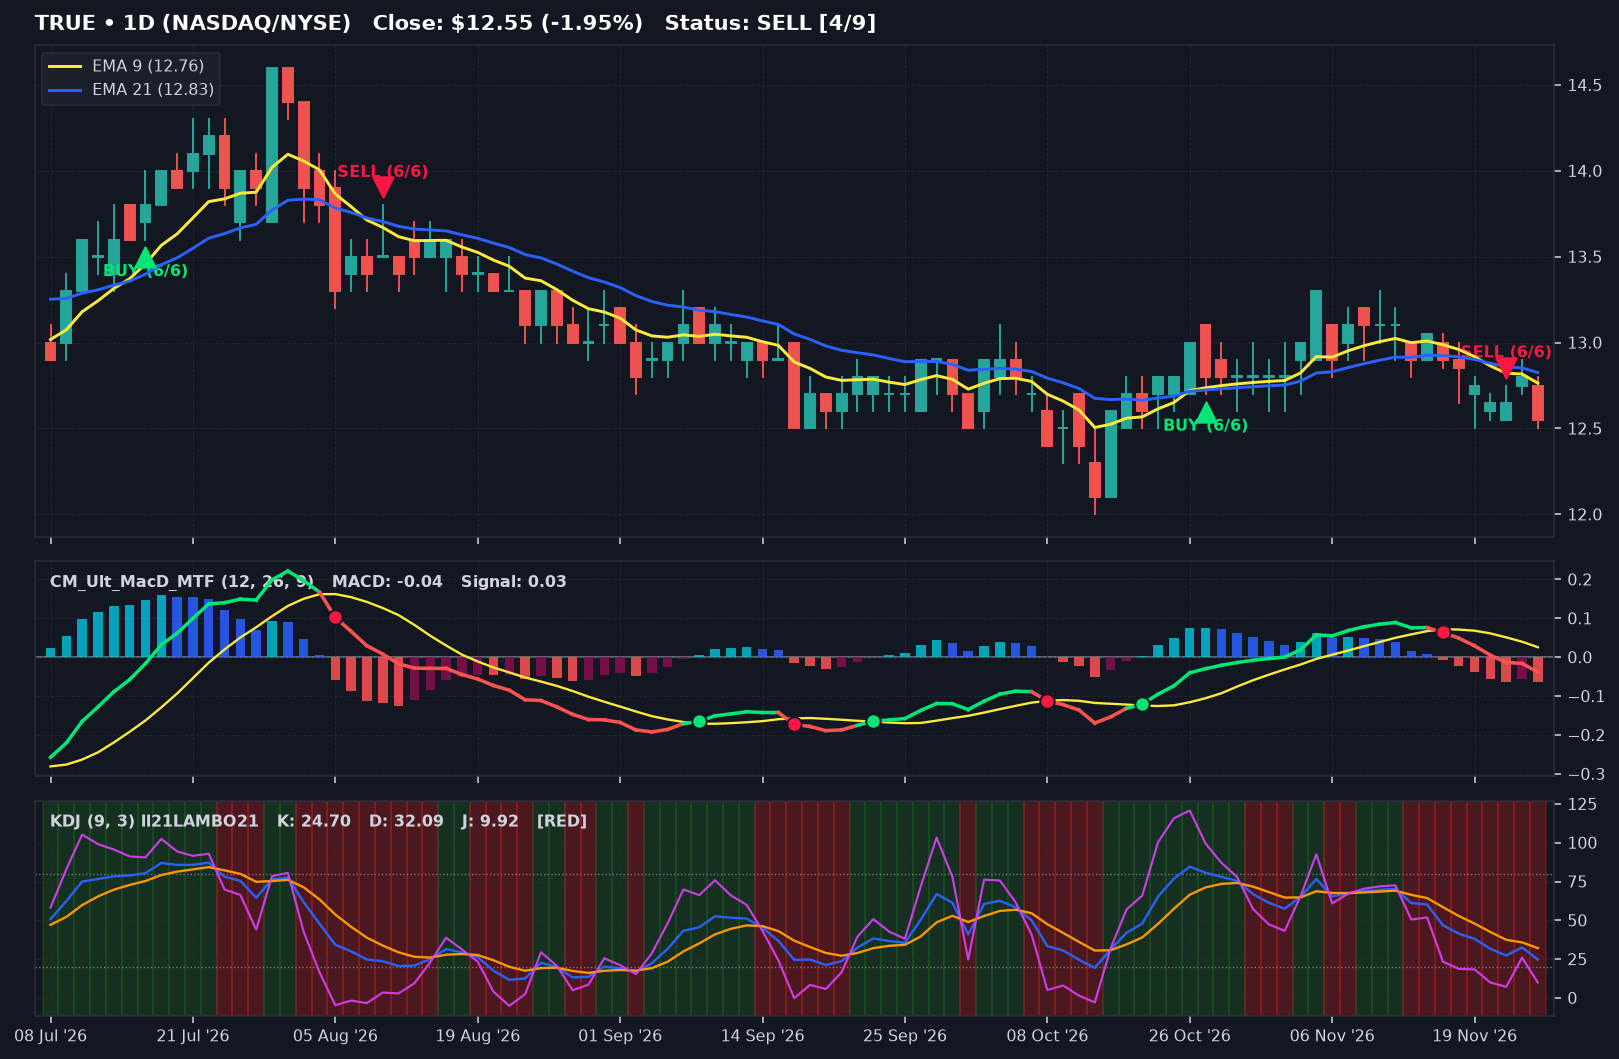 TRUE • 1D (NASDAQ/NYSE)   Close: $12.55 (-1.95%)   Status: SELL [4/9]
EMA 9 (12.76)
EMA 21 (12.83)
SELL (6/6)
BUY (6/6)
SELL (6/6)
BUY (6/6)
14.5
14.0
13.5
13.0
12.5
12.0
CM_Ult_MacD_MTF (12, 26, 9)   MACD: -0.04   Signal: 0.03
0.2
0.1
0.0
−0.1
−0.2
−0.3
KDJ (9, 3) ll21LAMBO21   K: 24.70   D: 32.09   J: 9.92   [RED]
125
100
75
50
25
0
08 Jul '26
21 Jul '26
05 Aug '26
19 Aug '26
01 Sep '26
14 Sep '26
25 Sep '26
08 Oct '26
26 Oct '26
06 Nov '26
19 Nov '26